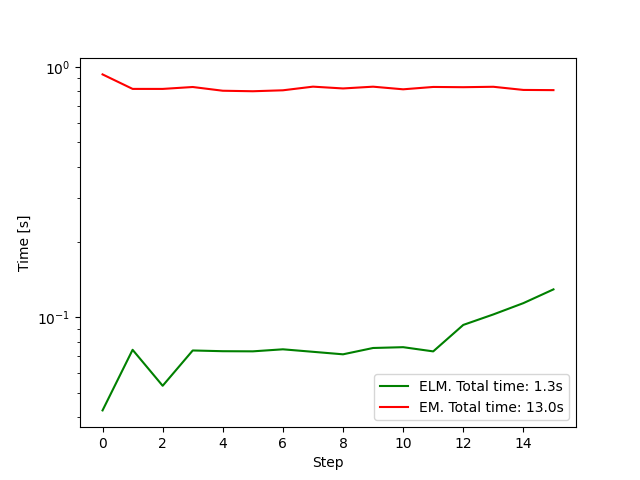 10⁰
10⁻¹
Time [s]
ELM. Total time: 1.3s
EM. Total time: 13.0s
0 2 4 6 8 10 12 14
Step